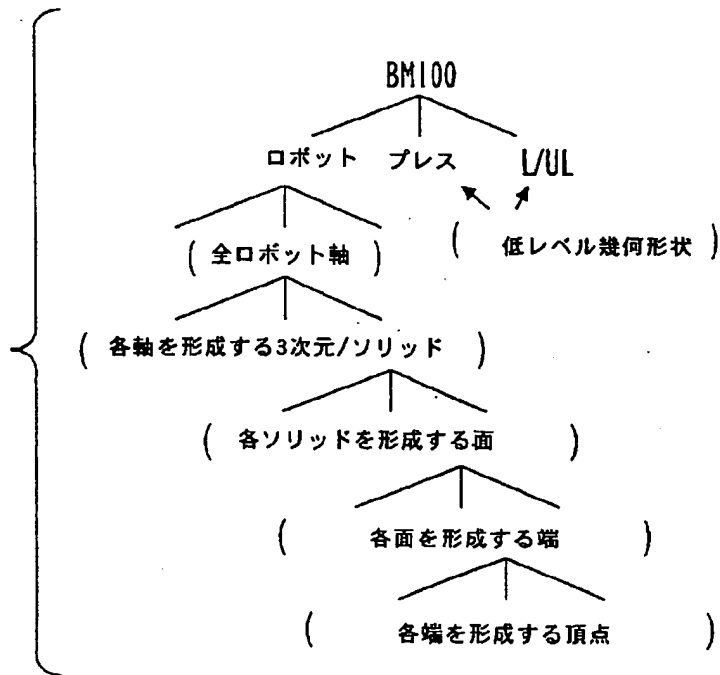 BM100
ロボット プレス L/UL
( 全ロボット軸 )
( 低レベル幾何形状 )
( 各軸を形成する3次元/ソリッド )
( 各ソリッドを形成する面 )
( 各面を形成する端 )
( 各端を形成する頂点 )